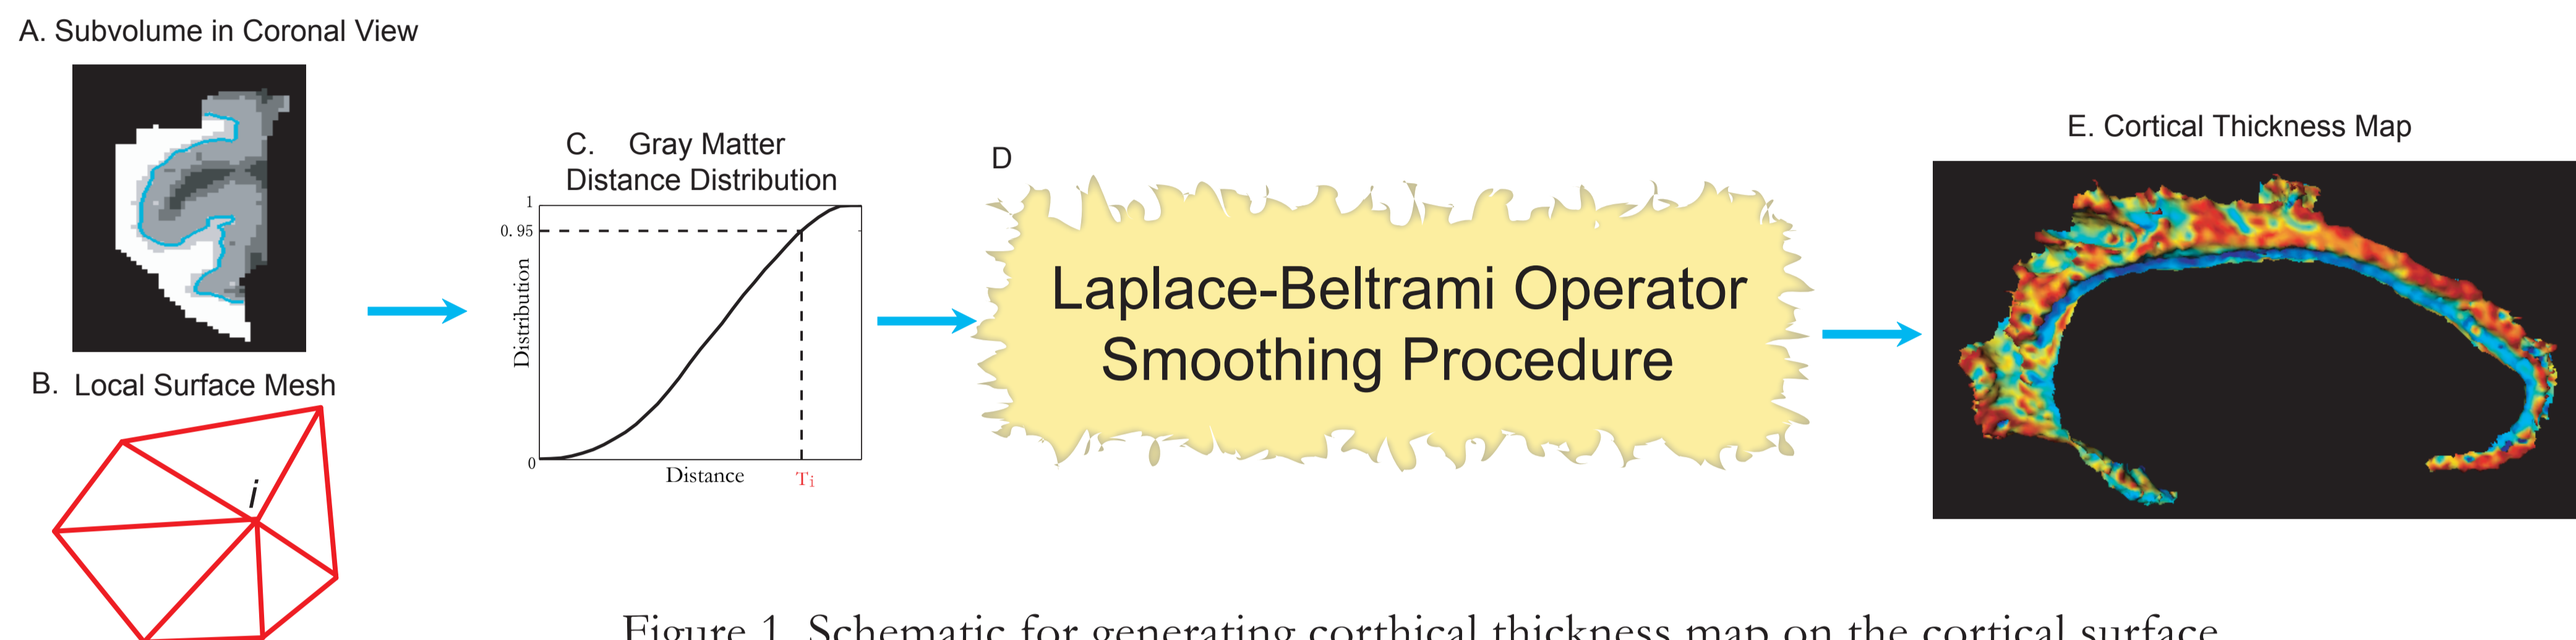 A. Subvolume in Coronal View
B. Local Surface Mesh
i
C. Gray Matter
Distance Distribution
1
0.95
Distribution
0
Distance
Ti
D
Laplace-Beltrami Operator
Smoothing Procedure
E. Cortical Thickness Map
Figure 1. Schematic for generating corthical thickness map on the cortical surface